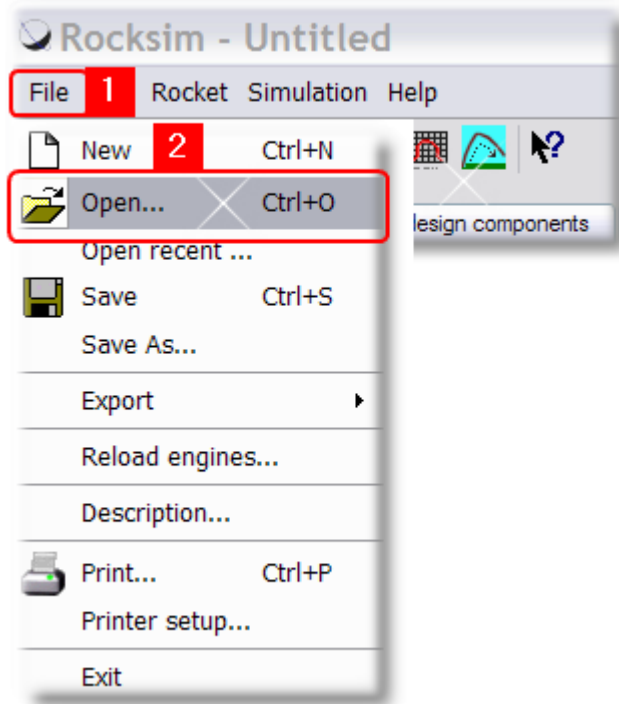 Rocksim - Untitled
File 1 Rocket Simulation Help
New 2 Ctrl+N
Open... Ctrl+O
design components
Open recent ...
Save Ctrl+S
Save As...
Export
Reload engines...
Description...
Print... Ctrl+P
Printer setup...
Exit